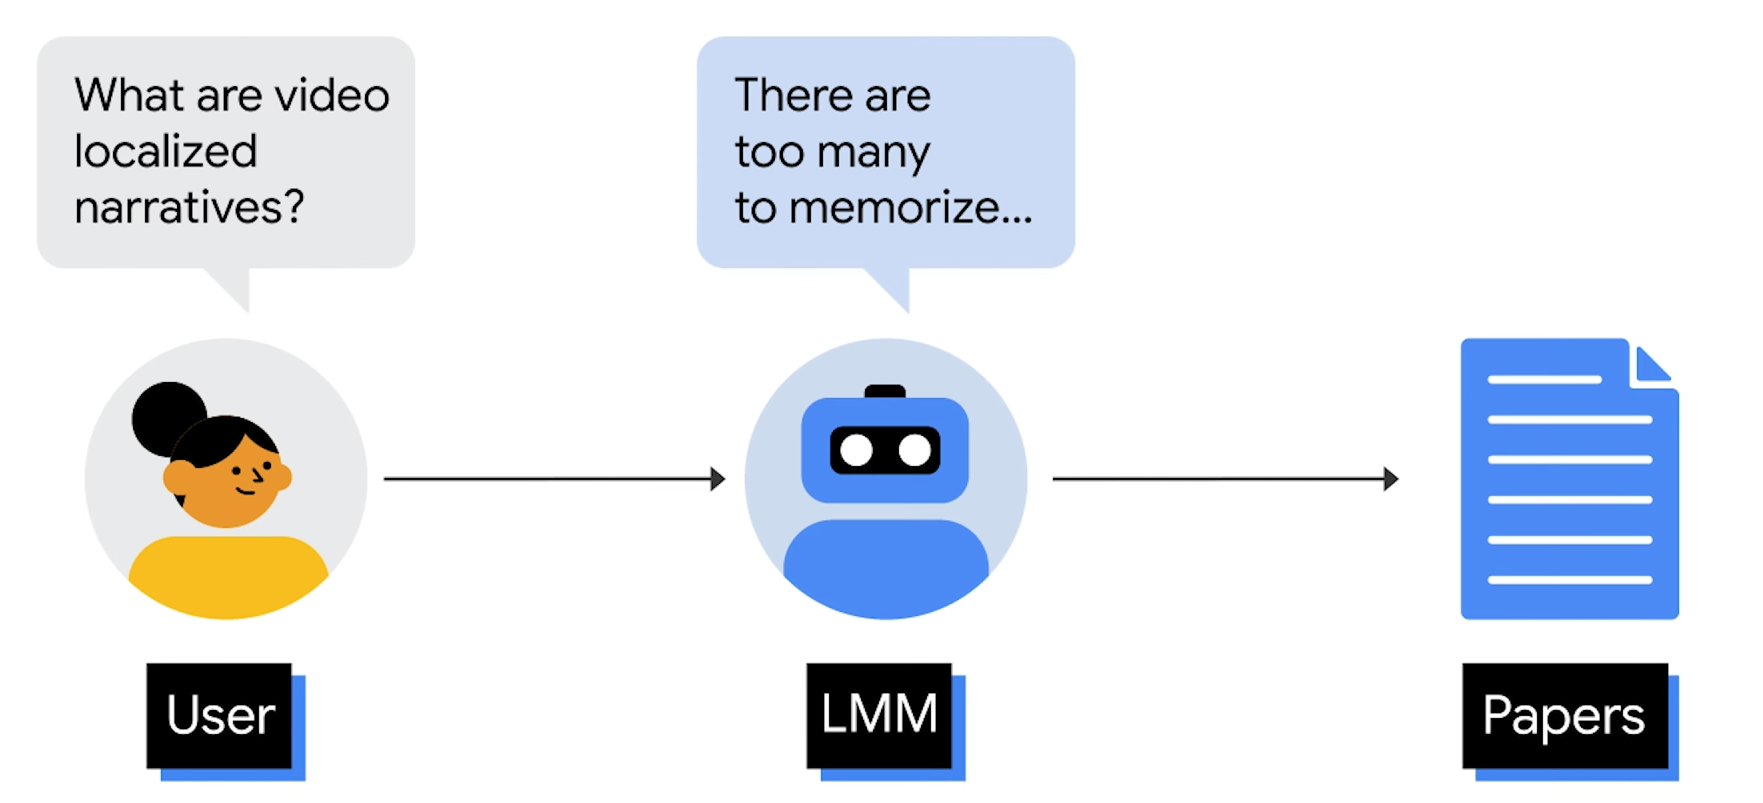 What are video
localized
narratives?
There are
too many
to memorize...
User
LMM
Papers